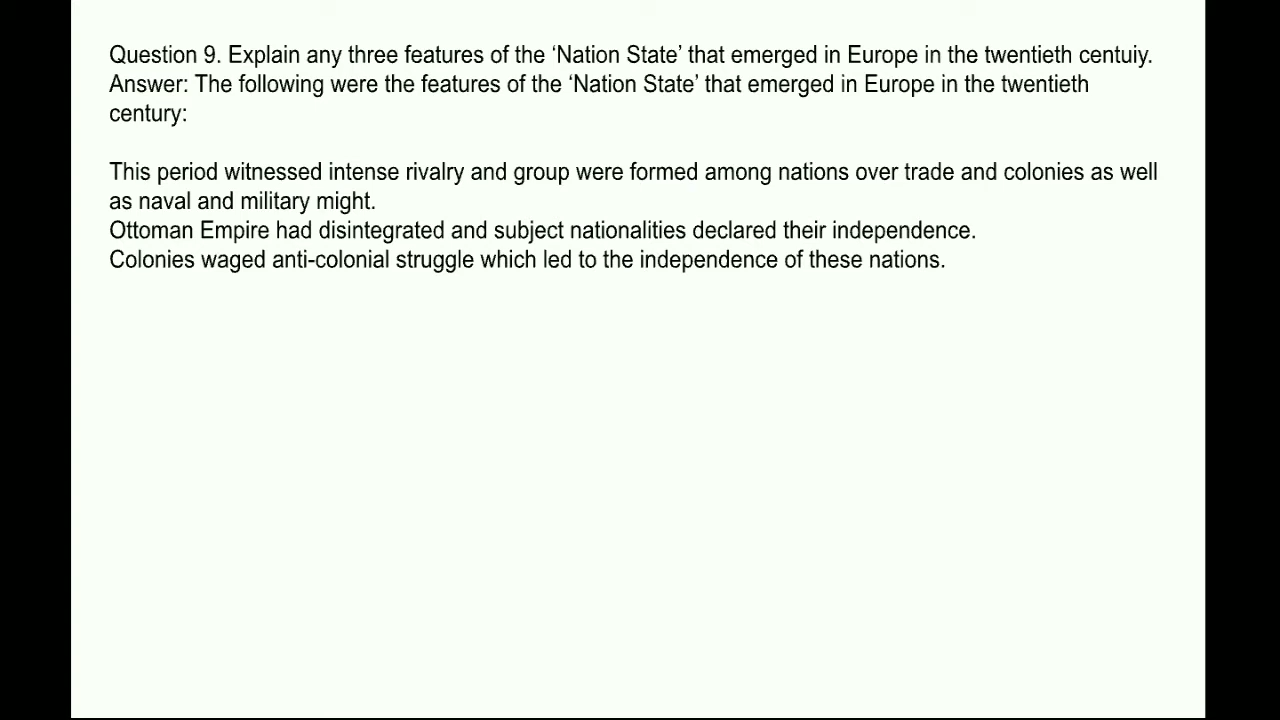 Question 9. Explain any three features of the ‘Nation State’ that emerged in Europe in the twentieth centuiy.
Answer: The following were the features of the ‘Nation State’ that emerged in Europe in the twentieth
century:
This period witnessed intense rivalry and group were formed among nations over trade and colonies as well
as naval and military might.
Ottoman Empire had disintegrated and subject nationalities declared their independence.
Colonies waged anti-colonial struggle which led to the independence of these nations.